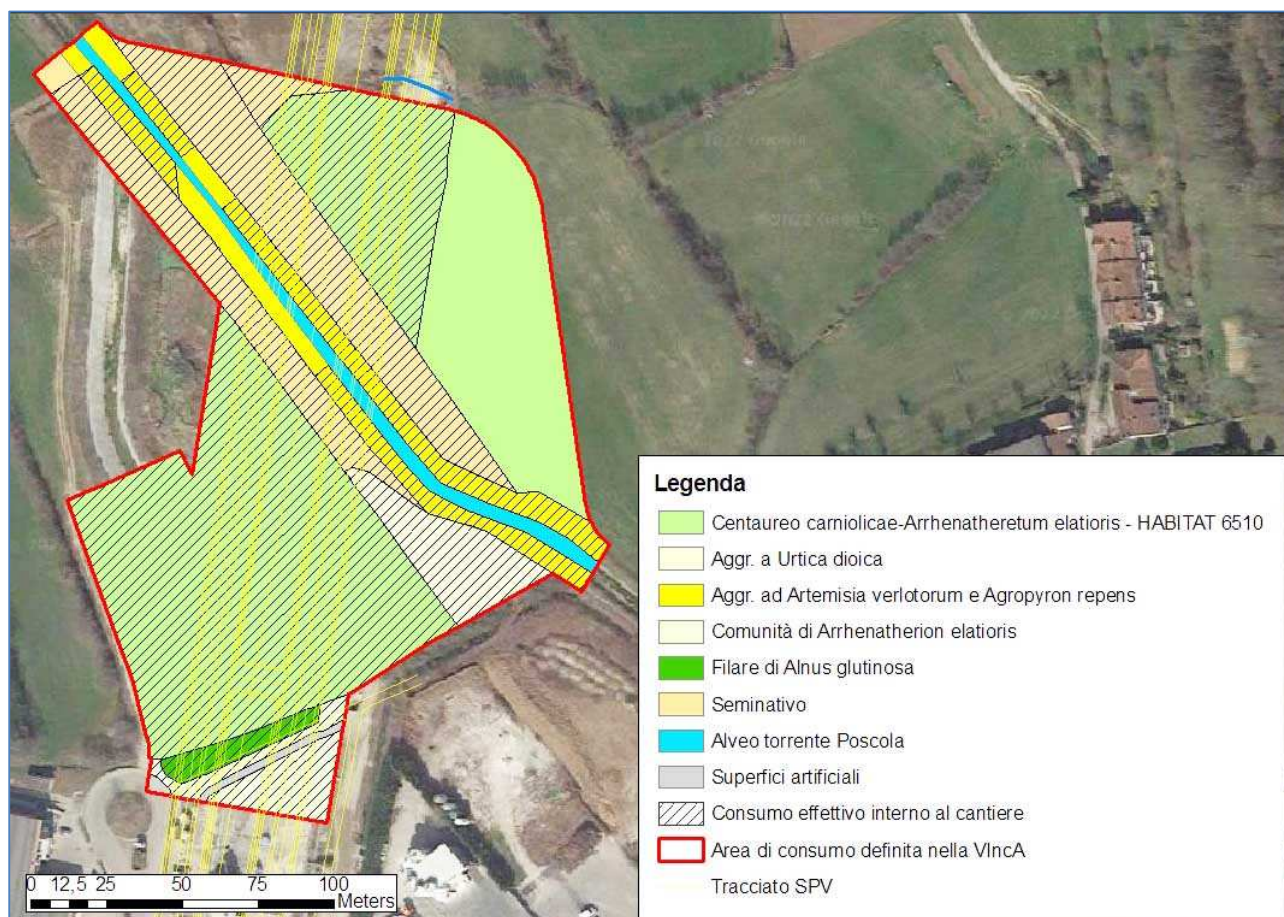 Legenda
Centaureo carniolicae-Arrhenatheretum elatioris - HABITAT 6510
Aggr. a Urtica dioica
Aggr. ad Artemisia verlotorum e Agropyron repens
Comunità di Arrhenatherion elatioris
Filare di Alnus glutinosa
Seminativo
Alveo torrente Poscola
Superfici artificiali
Consumo effettivo interno al cantiere
Area di consumo definita nella VIncA
Tracciato SPV
0 12,5 25 50 75 100
Meters